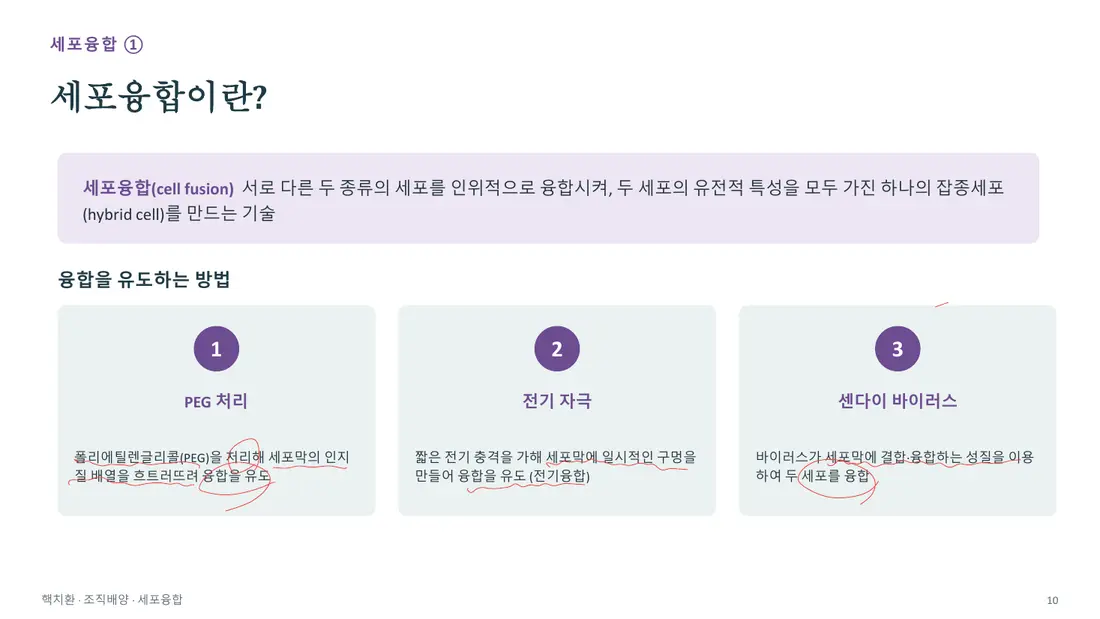 세포융합 ①
세포융합이란?
세포융합(cell fusion) 서로 다른 두 종류의 세포를 인위적으로 융합시켜, 두 세포의 유전적 특성을 모두 가진 하나의 잡종세포
(hybrid cell)를 만드는 기술
융합을 유도하는 방법
1
PEG 처리
폴리에틸렌글리콜(PEG)을 처리해 세포막의 인지
질 배열을 흐트러뜨려 융합을 유도
2
전기 자극
짧은 전기 충격을 가해 세포막에 일시적인 구멍을
만들어 융합을 유도 (전기융합)
3
센다이 바이러스
바이러스가 세포막에 결합·융합하는 성질을 이용
하여 두 세포를 융합
핵치환 · 조직배양 · 세포융합
10